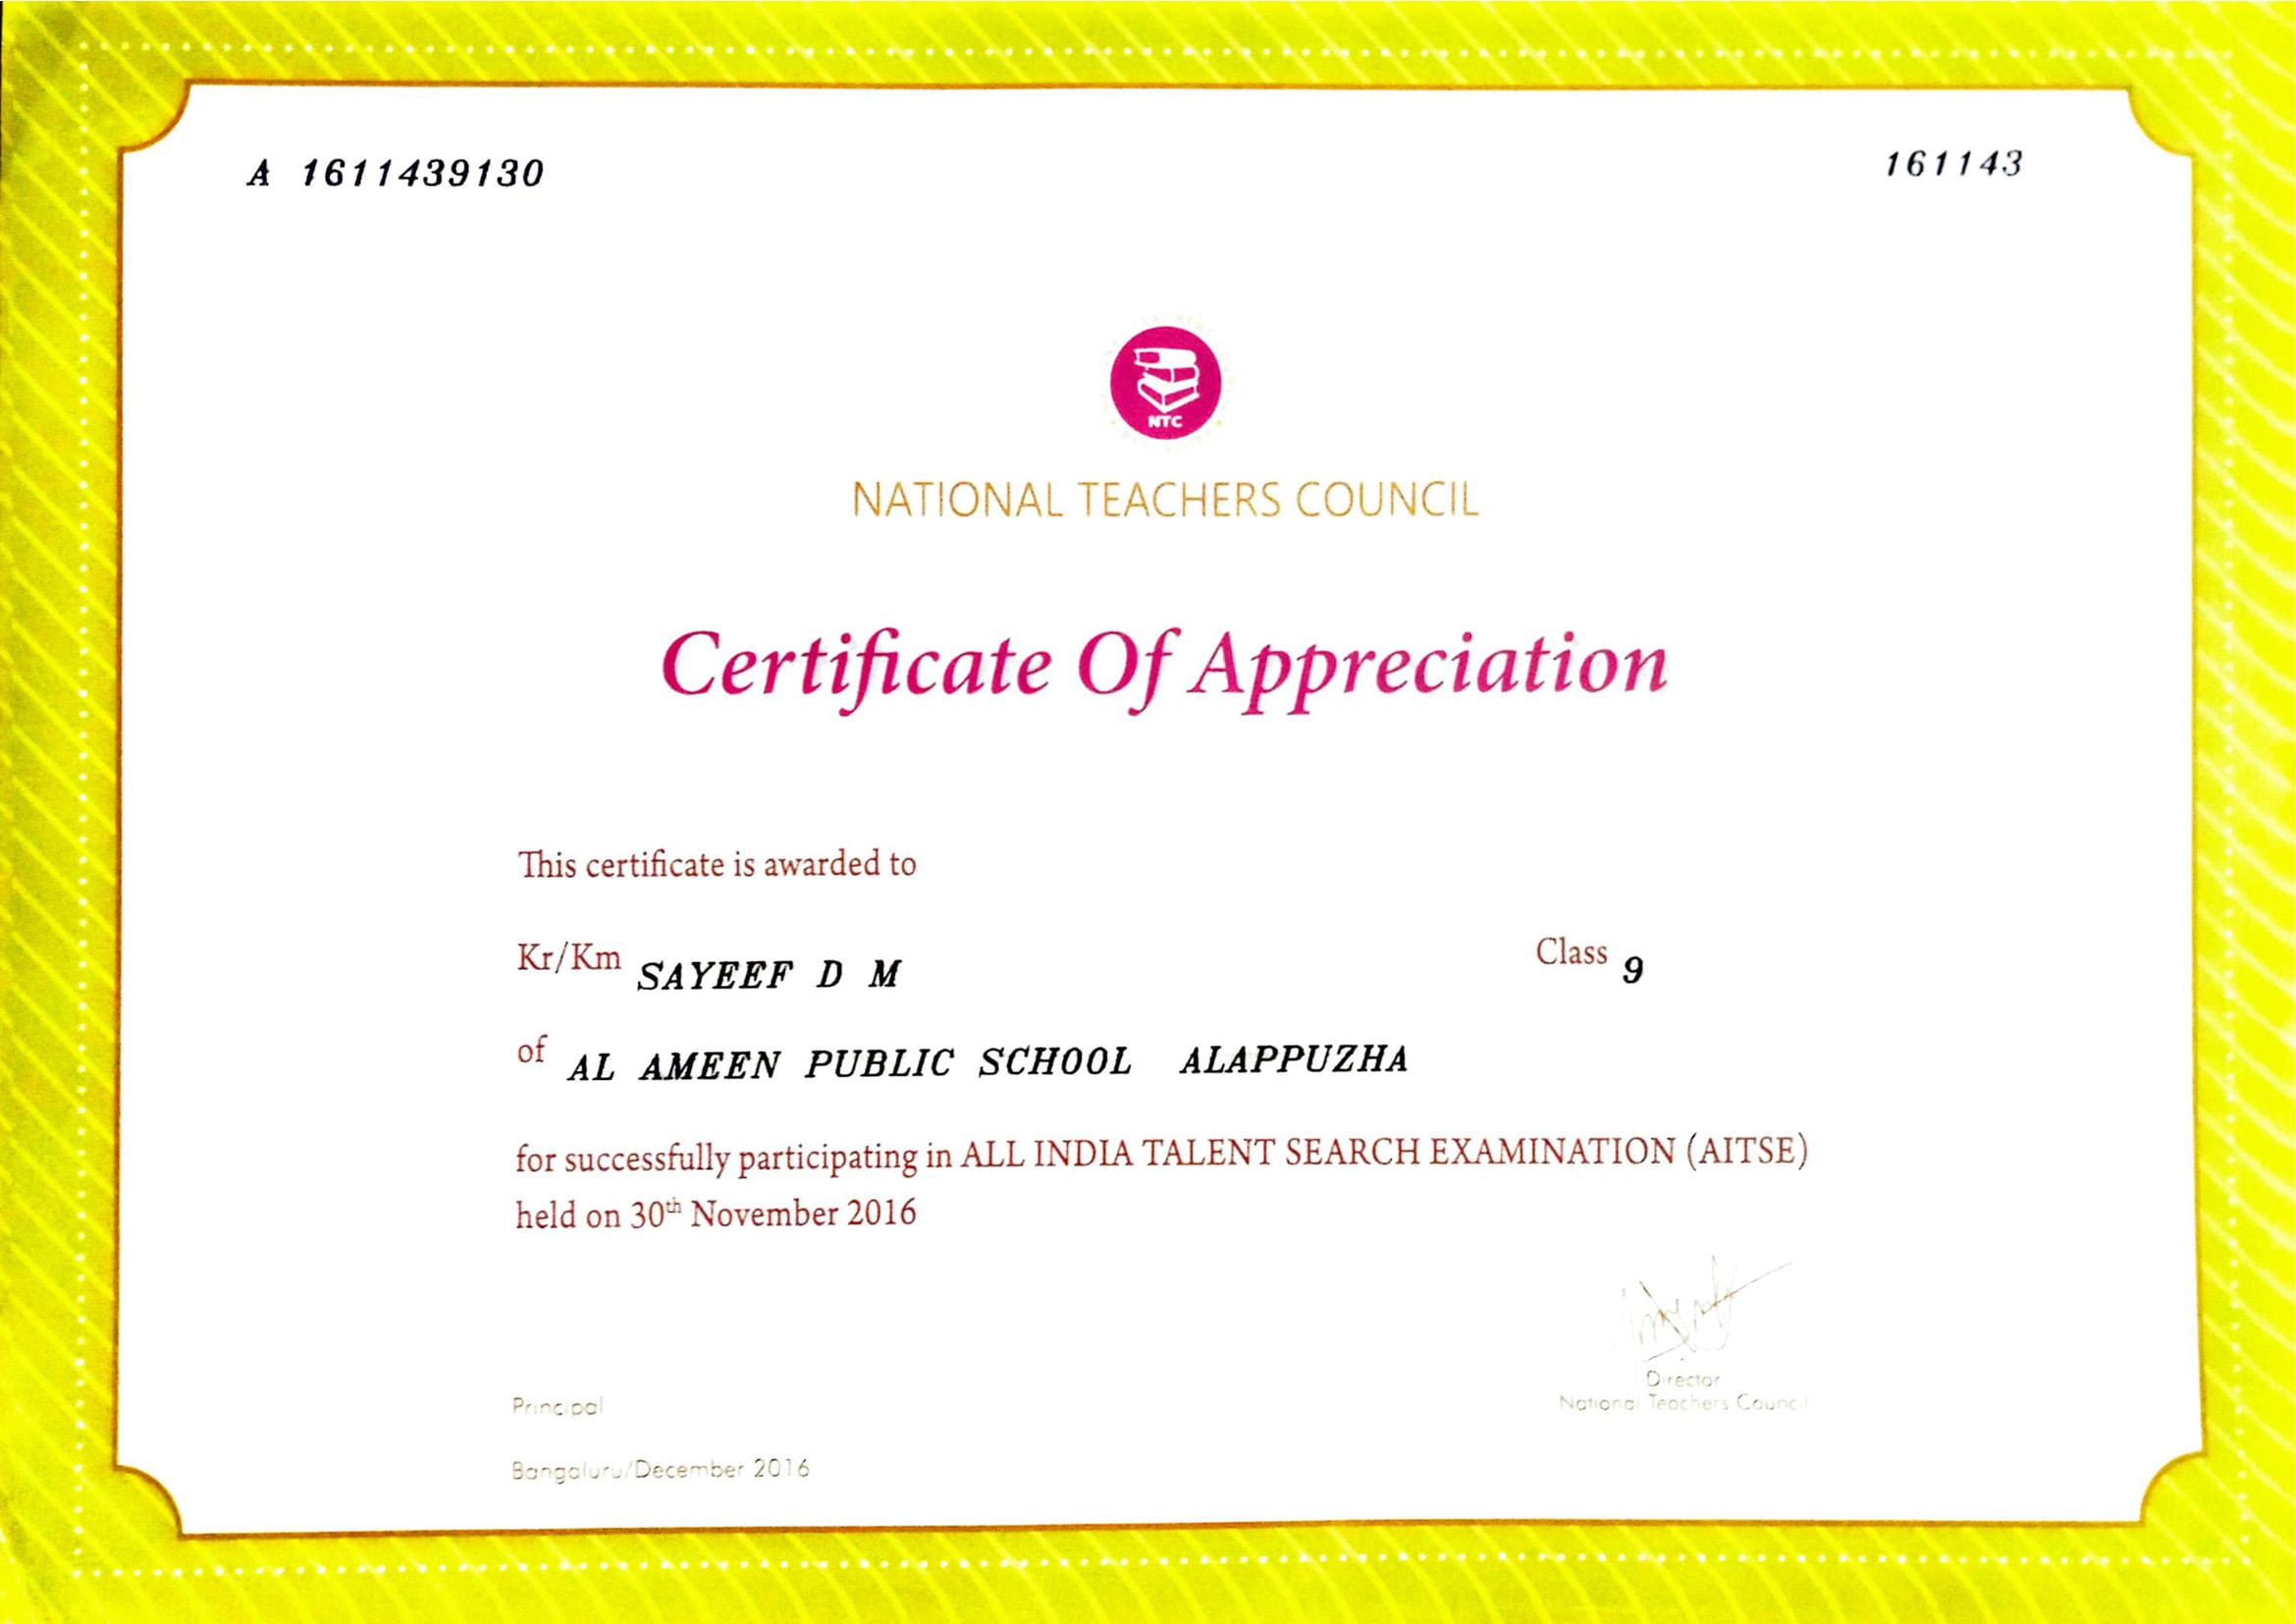 A 1611439130
161143
NTC
NATIONAL TEACHERS COUNCIL
Certificate Of Appreciation
This certificate is awarded to
Kr/Km SAYEEF D M Class 9
of AL AMEEN PUBLIC SCHOOL ALAPPUZHA
for successfully participating in ALL INDIA TALENT SEARCH EXAMINATION (AITSE)
held on 30th November 2016
Director
National Teachers Council
Principal
Bangaluru/December 2016